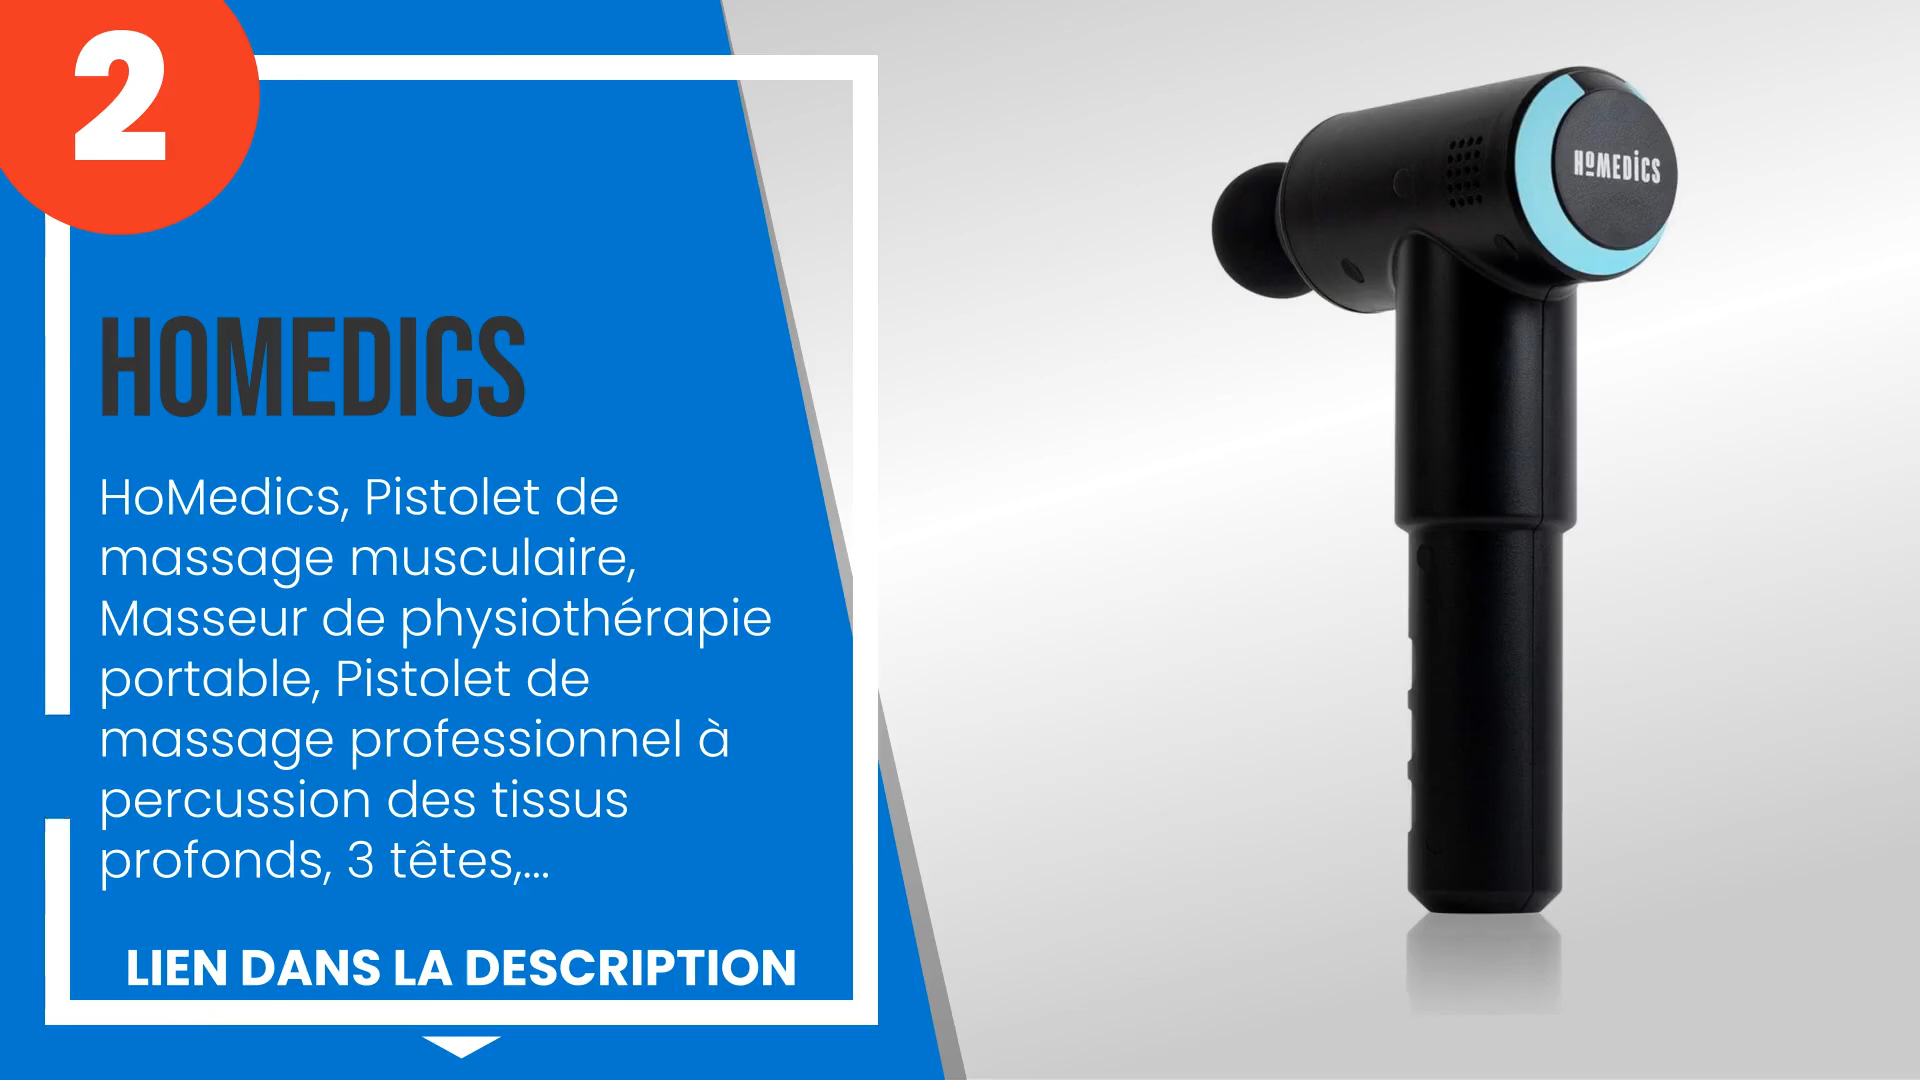 2
HOMEDICS
HoMedics, Pistolet de
massage musculaire,
Masseur de physiothérapie
portable, Pistolet de
massage professionnel à
percussion des tissus
profonds, 3 têtes,...
LIEN DANS LA DESCRIPTION
HoMEDiCS